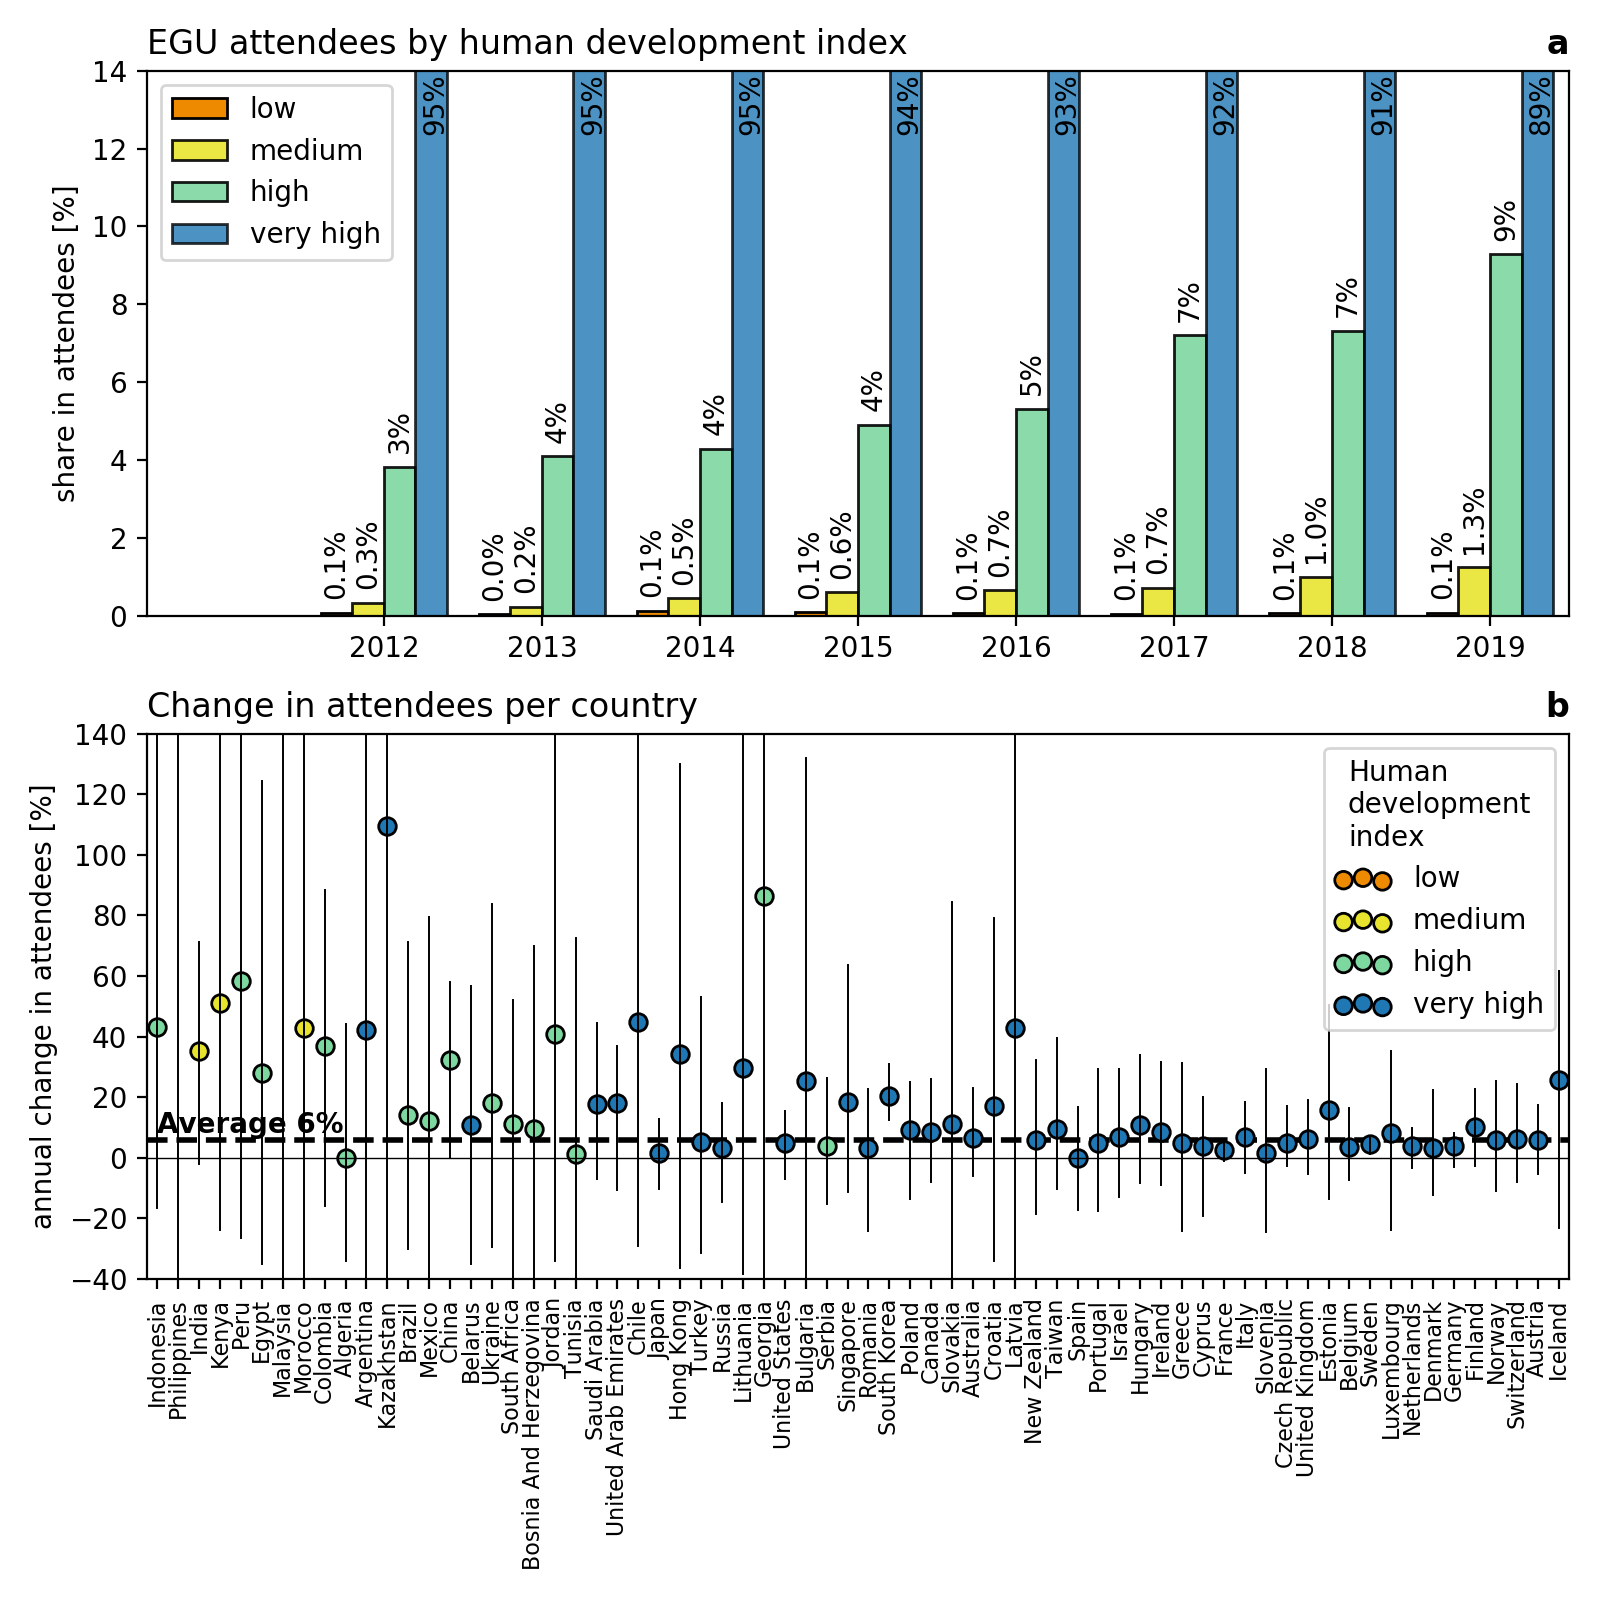 EGU attendees by human development index
a
share in attendees [%]
14
12
10
8
6
4
2
0
low
medium
high
very high
0.1%
0.3%
3%
95%
0.0%
0.2%
4%
95%
0.1%
0.5%
4%
95%
0.1%
0.6%
4%
94%
0.1%
0.7%
5%
93%
0.1%
0.7%
7%
92%
0.1%
1.0%
7%
91%
0.1%
1.3%
9%
89%
2012
2013
2014
2015
2016
2017
2018
2019
Change in attendees per country
b
annual change in attendees [%]
140
120
100
80
60
40
20
0
−20
−40
Average 6%
Human
development
index
low
medium
high
very high
Indonesia
Philippines
India
Kenya
Peru
Egypt
Malaysia
Morocco
Colombia
Algeria
Argentina
Kazakhstan
Brazil
Mexico
China
Belarus
Ukraine
South Africa
Bosnia And Herzegovina
Jordan
Tunisia
Saudi Arabia
United Arab Emirates
Japan
Hong Kong
Turkey
Russia
Lithuania
Georgia
United States
Bulgaria
Serbia
Singapore
Romania
South Korea
Poland
Canada
Slovakia
Australia
Croatia
Latvia
New Zealand
Taiwan
Spain
Portugal
Israel
Hungary
Ireland
Greece
Cyprus
France
Italy
Slovenia
Czech Republic
United Kingdom
Estonia
Belgium
Sweden
Luxembourg
Netherlands
Denmark
Germany
Finland
Norway
Switzerland
Austria
Iceland